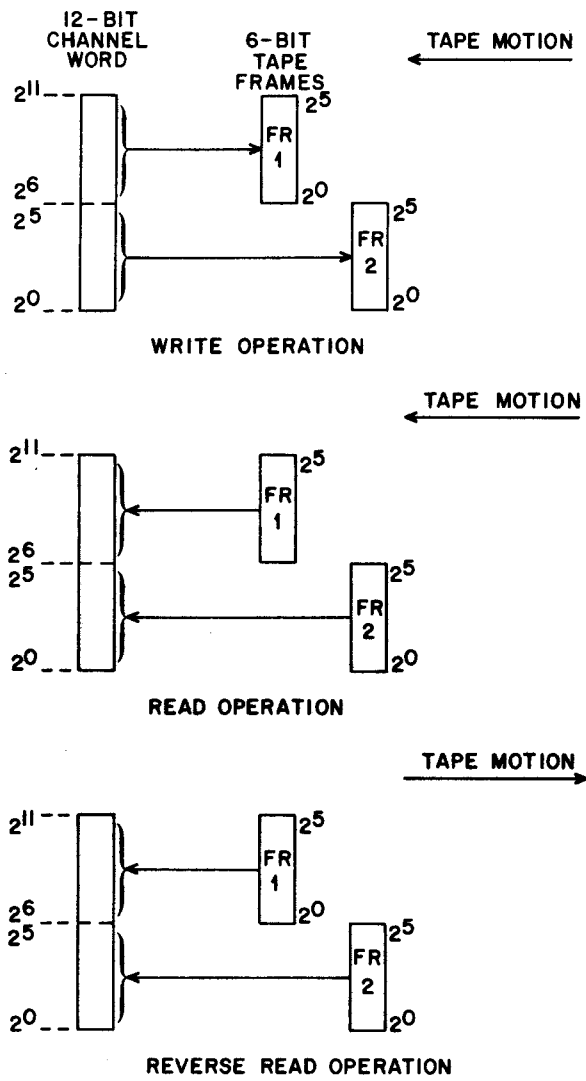 12-BIT
CHANNEL
WORD
6-BIT
TAPE
FRAMES
TAPE MOTION
2¹¹
2⁵
FR
1
2⁶
2⁰
2⁵
2⁵
FR
2
2⁰
2⁰
WRITE OPERATION
TAPE MOTION
2¹¹
2⁵
FR
1
2⁶
2⁵
2⁵
FR
2
2⁰
2⁰
READ OPERATION
TAPE MOTION
2¹¹
2⁵
FR
1
2⁶
2⁰
2⁵
2⁵
FR
2
2⁰
2⁰
REVERSE READ OPERATION